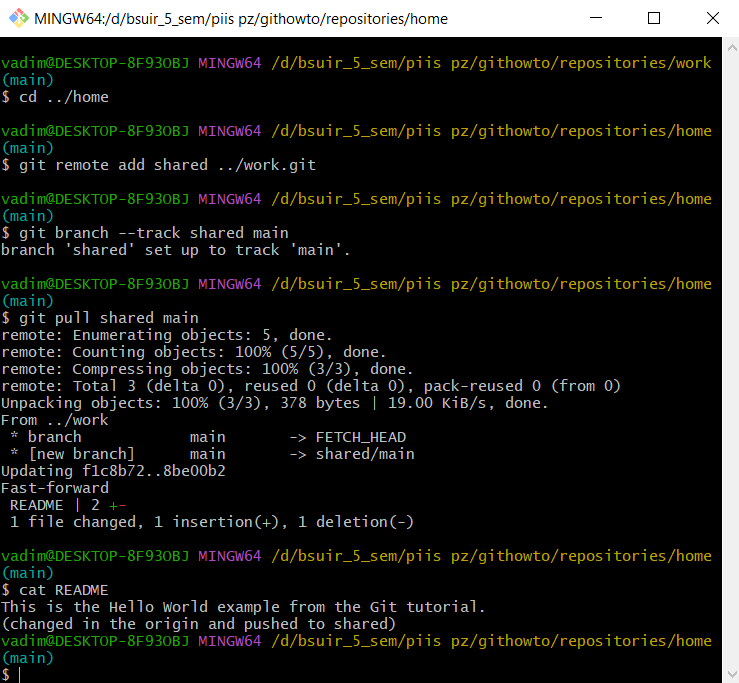 MINGW64:/d/bsuir_5_sem/piis pz/githowto/repositories/home
vadim@DESKTOP-8F93OBJ MINGW64 /d/bsuir_5_sem/piis pz/githowto/repositories/work
(main)
$ cd ../home
vadim@DESKTOP-8F93OBJ MINGW64 /d/bsuir_5_sem/piis pz/githowto/repositories/home
(main)
$ git remote add shared ../work.git
vadim@DESKTOP-8F93OBJ MINGW64 /d/bsuir_5_sem/piis pz/githowto/repositories/home
(main)
$ git branch --track shared main
branch 'shared' set up to track 'main'.
vadim@DESKTOP-8F93OBJ MINGW64 /d/bsuir_5_sem/piis pz/githowto/repositories/home
(main)
$ git pull shared main
remote: Enumerating objects: 5, done.
remote: Counting objects: 100% (5/5), done.
remote: Compressing objects: 100% (3/3), done.
remote: Total 3 (delta 0), reused 0 (delta 0), pack-reused 0 (from 0)
Unpacking objects: 100% (3/3), 378 bytes | 19.00 KiB/s, done.
From ../work
 * branch            main       -> FETCH_HEAD
 * [new branch]      main       -> shared/main
Updating f1c8b72..8be00b2
Fast-forward
 README | 2 +-
 1 file changed, 1 insertion(+), 1 deletion(-)
vadim@DESKTOP-8F93OBJ MINGW64 /d/bsuir_5_sem/piis pz/githowto/repositories/home
(main)
$ cat README
This is the Hello World example from the Git tutorial.
(changed in the origin and pushed to shared)
vadim@DESKTOP-8F93OBJ MINGW64 /d/bsuir_5_sem/piis pz/githowto/repositories/home
(main)
$